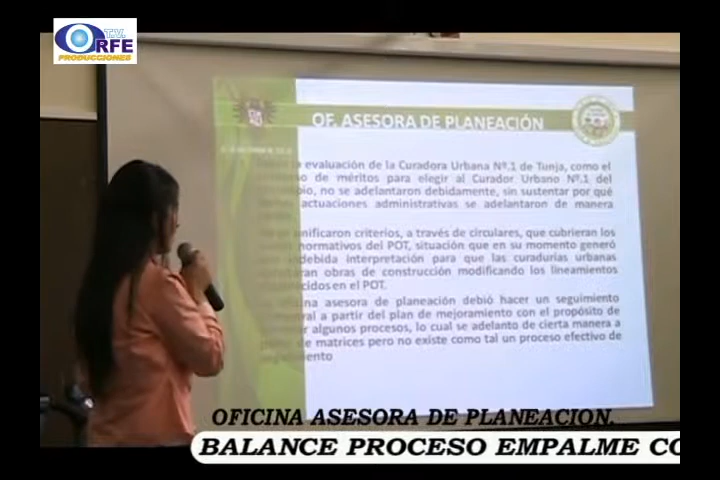 T.V.
ORFE
PRODUCCIONES
OF. ASESORA DE PLANEACIÓN
la evaluación de la Curadora Urbana Nº.1 de Tunja, como el
de méritos para elegir al Curador Urbano Nº.1 del
no se adelantaron debidamente, sin sustentar por qué
actuaciones administrativas se adelantaron de manera
unificaron criterios, a través de circulares, que cubrieran los
normativos del POT, situación que en su momento generó
indebida interpretación para que las curadurias urbanas
obras de construcción modificando los lineamientos
en el POT.
asesora de planeación debió hacer un seguimiento
a partir del plan de mejoramiento con el propósito de
algunos procesos, lo cual se adelanto de cierta manera a
de matrices pero no existe como tal un proceso efectivo de
OFICINA ASESORA DE PLANEACION.
BALANCE PROCESO EMPALME CO